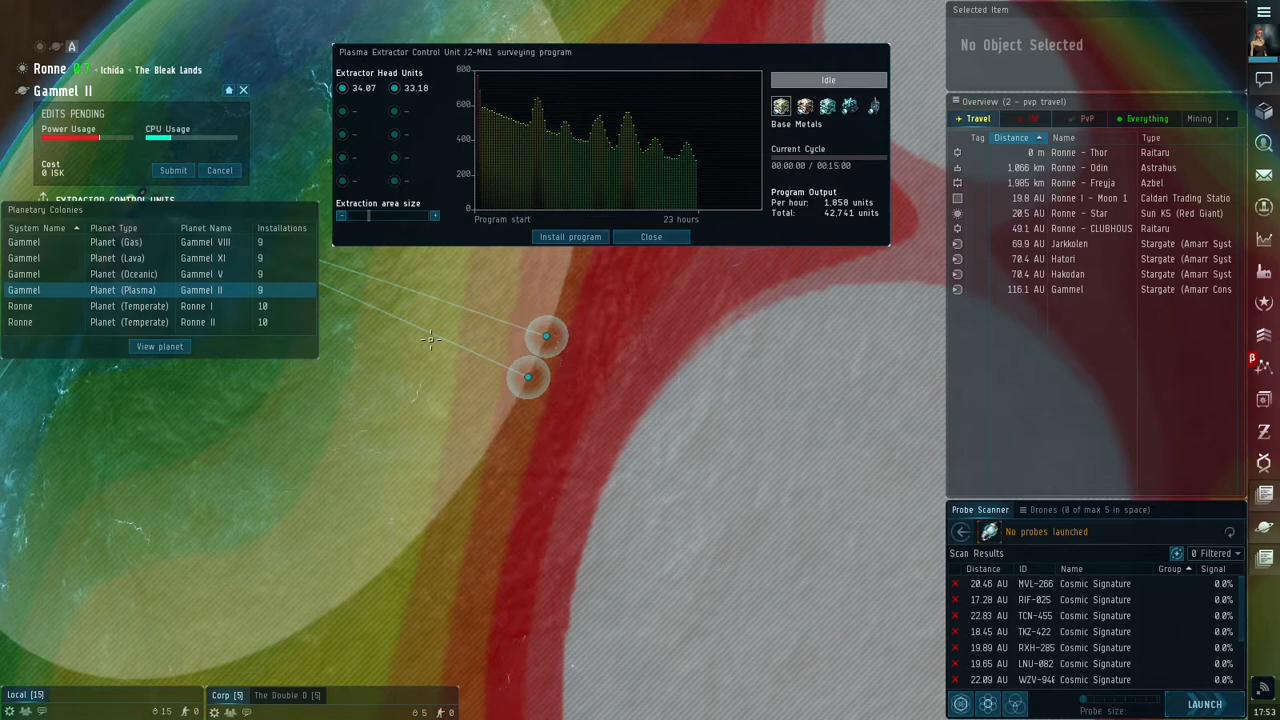 A
Ronne 0.7 ‹ Ichida ‹ The Bleak Lands
Gammel II
EDITS PENDING
Power Usage CPU Usage
Cost
0 ISK
Submit Cancel
EXTRACTOR CONTROL UNITS
Planetary Colonies
System Name Planet Type Planet Name Installations
Gammel Planet (Gas) Gammel VIII 9
Gammel Planet (Lava) Gammel XI 9
Gammel Planet (Oceanic) Gammel V 9
Gammel Planet (Plasma) Gammel II 9
Ronne Planet (Temperate) Ronne I 10
Ronne Planet (Temperate) Ronne II 10
View planet
Plasma Extractor Control Unit J2-MN1 surveying program
Extractor Head Units
34.07 33.18
Extraction area size
800
600
400
200
0
Program start 23 hours
Install program Close
Idle
Base Metals
Current Cycle
00:00:00 / 00:15:00
Program Output
Per hour: 1,858 units
Total: 42,741 units
Selected Item
No Object Selected
Overview (2 - pvp travel)
Travel PvP Everything Mining +
Tag Distance Name Type
0 m Ronne - Thor Raitaru
1,066 km Ronne - Odin Astrahus
1,985 km Ronne - Freyja Azbel
19.8 AU Ronne I - Moon 1 Caldari Trading Statio
20.5 AU Ronne - Star Sun K5 (Red Giant)
49.1 AU Ronne - CLUBHOUS Raitaru
69.9 AU Jarkkolen Stargate (Amarr Syst
70.4 AU Hatori Stargate (Amarr Syst
70.4 AU Hakodan Stargate (Amarr Syst
116.1 AU Gammel Stargate (Amarr Cons
Probe Scanner Drones (0 of max 5 in space)
No probes launched
Scan Results 0 Filtered
Distance ID Name Group Signal
20.46 AU MVL-266 Cosmic Signature 0.0%
17.28 AU RIF-025 Cosmic Signature 0.0%
22.83 AU TCN-455 Cosmic Signature 0.0%
18.45 AU TKZ-422 Cosmic Signature 0.0%
19.89 AU RXH-285 Cosmic Signature 0.0%
19.65 AU LNU-082 Cosmic Signature 0.0%
22.09 AU WZV-946 Cosmic Signature 0.0%
Probe size:
LAUNCH
β
Z
17:53
Local [15]
15 0
Corp [5] The Double D [5]
5 0